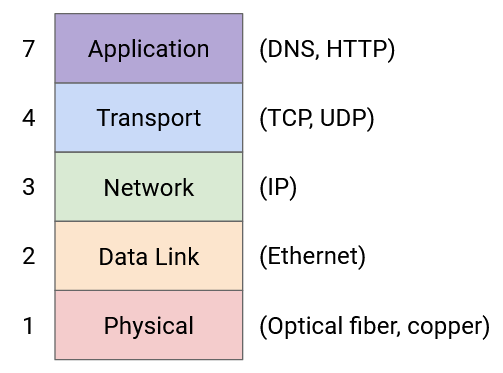 7 Application (DNS, HTTP)
4 Transport (TCP, UDP)
3 Network (IP)
2 Data Link (Ethernet)
1 Physical (Optical fiber, copper)